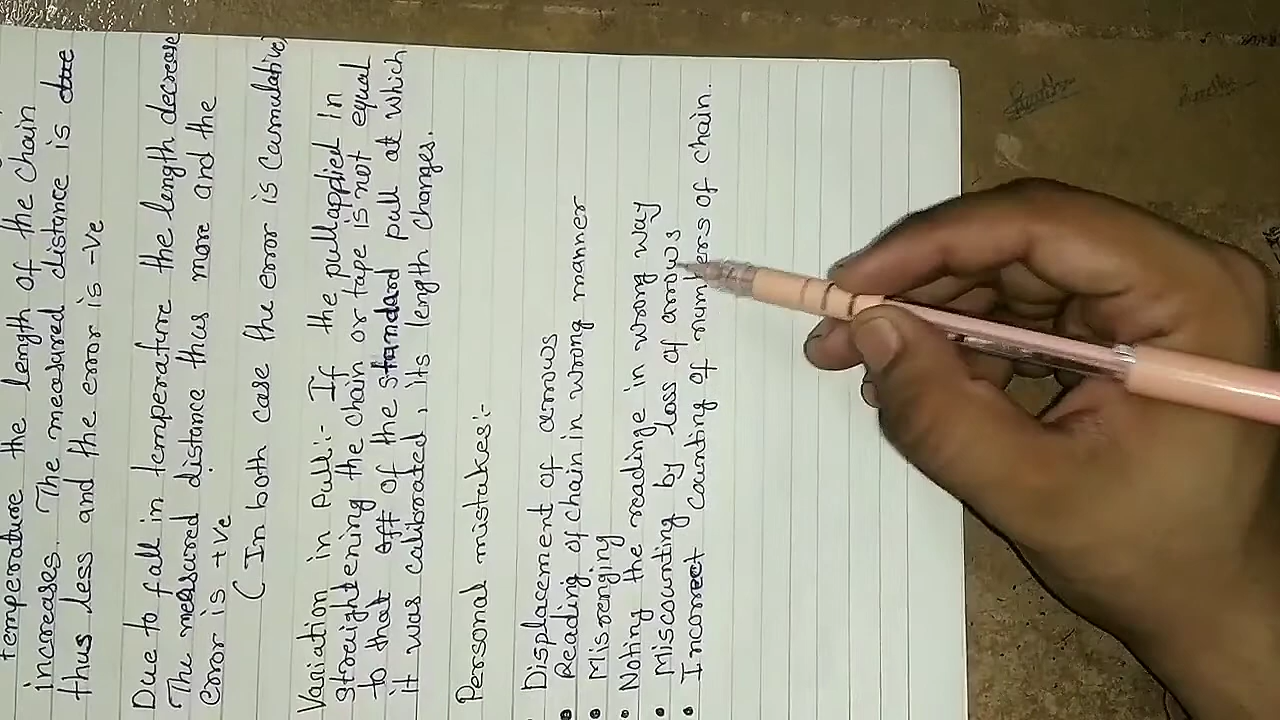 temperature the length of the chain
increases. The measured distance is due
thus less and the error is -ve
Due to fall in temperature the length decrease
The measured distance thus more and the
error is +ve
(In both case the error is Cumulative)
Variation in Pull:- If the pull applied in
straightening the chain or tape is not equal
to that of the standard pull at which
it was calibrated, its length changes.
Personal mistakes:-
Displacement of arrows
• Reading of chain in wrong manner
• Misrenging
• Noting the readinge in wrong way
• Miscounting by loss of arrows
• Incorrect Counting of numbers of chain.